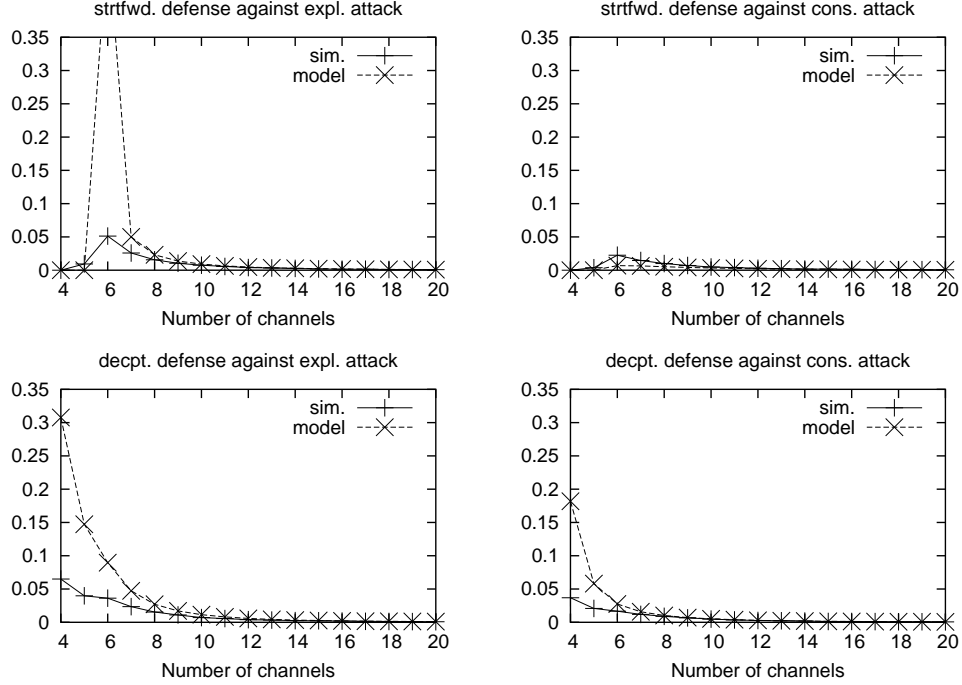 strtfwd. defense against expl. attack
0.35
0.3
0.25
0.2
0.15
0.1
0.05
0
sim.
model
4 6 8 10 12 14 16 18 20
Number of channels
strtfwd. defense against cons. attack
0.35
0.3
0.25
0.2
0.15
0.1
0.05
0
sim.
model
4 6 8 10 12 14 16 18 20
Number of channels
decpt. defense against expl. attack
0.35
0.3
0.25
0.2
0.15
0.1
0.05
0
sim.
model
4 6 8 10 12 14 16 18 20
Number of channels
decpt. defense against cons. attack
0.35
0.3
0.25
0.2
0.15
0.1
0.05
0
sim.
model
4 6 8 10 12 14 16 18 20
Number of channels